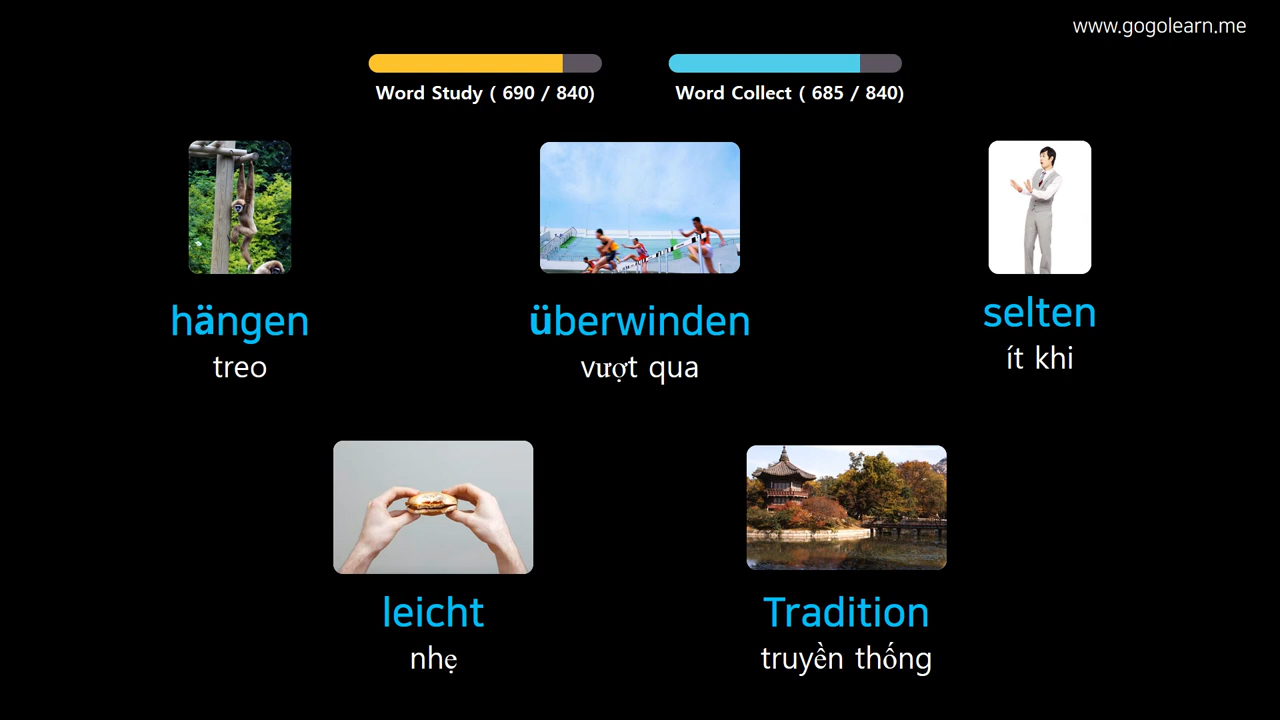 www.gogolearn.me
Word Study ( 690 / 840)
Word Collect ( 685 / 840)
hängen
treo
überwinden
vượt qua
selten
ít khi
leicht
nhẹ
Tradition
truyền thống